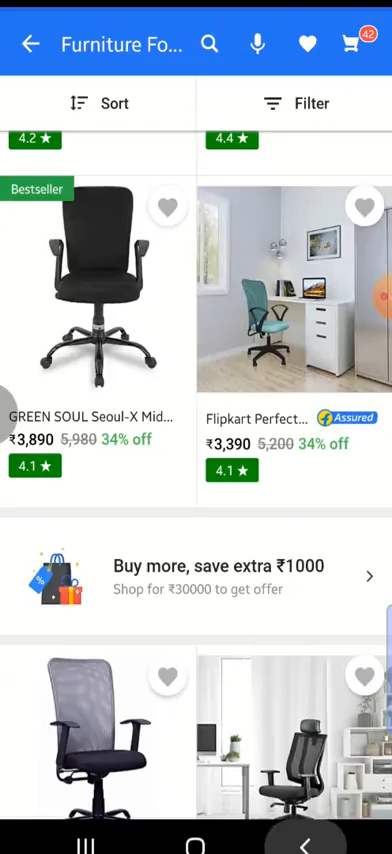 Furniture Fo...
42
Sort
Filter
4.2 ★
4.4 ★
Bestseller
GREEN SOUL Seoul-X Mid...
₹3,890 5,980 34% off
4.1 ★
Flipkart Perfect... Assured
₹3,390 5,200 34% off
4.1 ★
Buy more, save extra ₹1000
Shop for ₹30000 to get offer